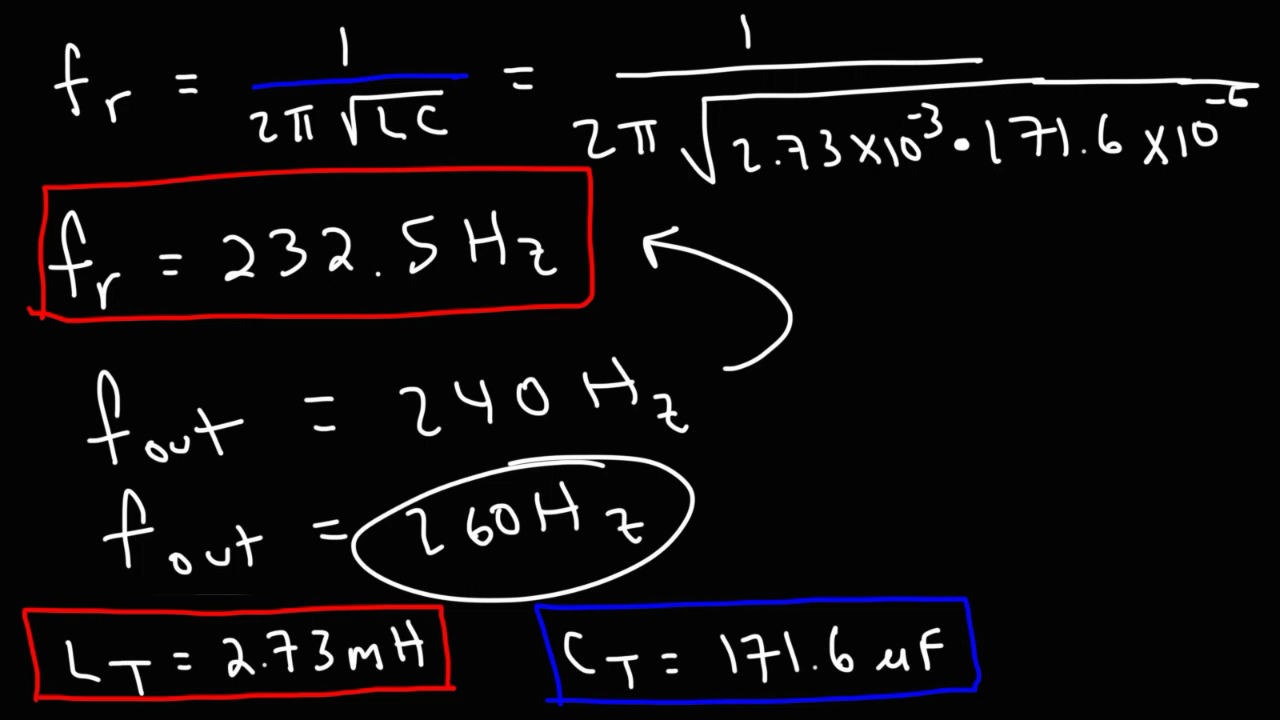 fr = 1 / 2π√LC = 1 / 2π√2.73×10^-3 • 171.6×10^-6
fr = 232.5 Hz
fout = 240 Hz
fout = 260 Hz
LT = 2.73 mH
CT = 171.6 μF